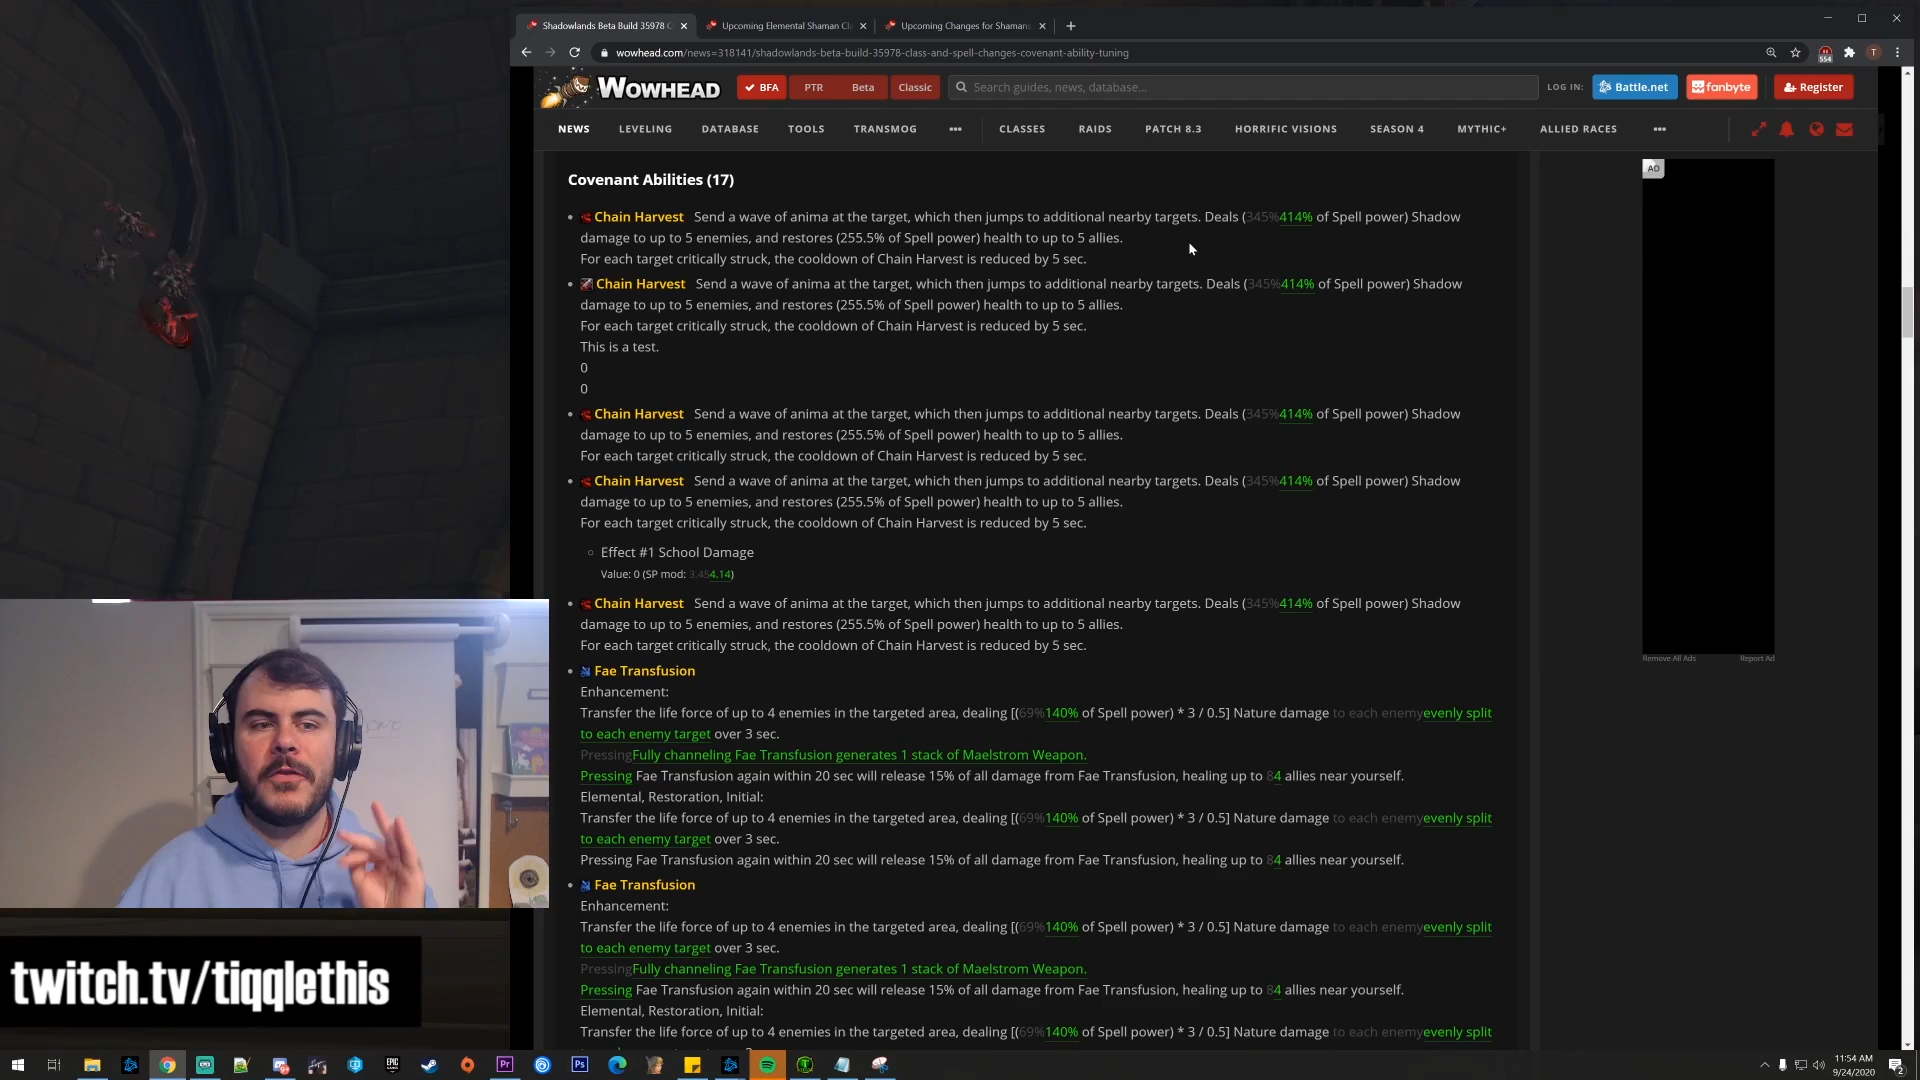 Shadowlands Beta Build 35978 C
Upcoming Elemental Shaman Cl
Upcoming Changes for Shaman
wowhead.com/news=318141/shadowlands-beta-build-35978-class-and-spell-changes-covenant-ability-tuning
554
T
WOWHEAD
BFA
PTR
Beta
Classic
Search guides, news, database...
LOG IN:
Battle.net
fanbyte
Register
NEWS
LEVELING
DATABASE
TOOLS
TRANSMOG
CLASSES
RAIDS
PATCH 8.3
HORRIFIC VISIONS
SEASON 4
MYTHIC+
ALLIED RACES
Covenant Abilities (17)
Chain Harvest Send a wave of anima at the target, which then jumps to additional nearby targets. Deals (345%414% of Spell power) Shadow
damage to up to 5 enemies, and restores (255.5% of Spell power) health to up to 5 allies.
For each target critically struck, the cooldown of Chain Harvest is reduced by 5 sec.
Chain Harvest Send a wave of anima at the target, which then jumps to additional nearby targets. Deals (345%414% of Spell power) Shadow
damage to up to 5 enemies, and restores (255.5% of Spell power) health to up to 5 allies.
For each target critically struck, the cooldown of Chain Harvest is reduced by 5 sec.
This is a test.
0
0
Chain Harvest Send a wave of anima at the target, which then jumps to additional nearby targets. Deals (345%414% of Spell power) Shadow
damage to up to 5 enemies, and restores (255.5% of Spell power) health to up to 5 allies.
For each target critically struck, the cooldown of Chain Harvest is reduced by 5 sec.
Chain Harvest Send a wave of anima at the target, which then jumps to additional nearby targets. Deals (345%414% of Spell power) Shadow
damage to up to 5 enemies, and restores (255.5% of Spell power) health to up to 5 allies.
For each target critically struck, the cooldown of Chain Harvest is reduced by 5 sec.
Effect #1 School Damage
Value: 0 (SP mod: 3.454.14)
Chain Harvest Send a wave of anima at the target, which then jumps to additional nearby targets. Deals (345%414% of Spell power) Shadow
damage to up to 5 enemies, and restores (255.5% of Spell power) health to up to 5 allies.
For each target critically struck, the cooldown of Chain Harvest is reduced by 5 sec.
Fae Transfusion
Enhancement:
Transfer the life force of up to 4 enemies in the targeted area, dealing [(69%140% of Spell power) * 3 / 0.5] Nature damage to each enemyevenly split
to each enemy target over 3 sec.
PressingFully channeling Fae Transfusion generates 1 stack of Maelstrom Weapon.
Pressing Fae Transfusion again within 20 sec will release 15% of all damage from Fae Transfusion, healing up to 84 allies near yourself.
Elemental, Restoration, Initial:
Transfer the life force of up to 4 enemies in the targeted area, dealing [(69%140% of Spell power) * 3 / 0.5] Nature damage to each enemyevenly split
to each enemy target over 3 sec.
Pressing Fae Transfusion again within 20 sec will release 15% of all damage from Fae Transfusion, healing up to 84 allies near yourself.
Fae Transfusion
Enhancement:
Transfer the life force of up to 4 enemies in the targeted area, dealing [(69%140% of Spell power) * 3 / 0.5] Nature damage to each enemyevenly split
to each enemy target over 3 sec.
PressingFully channeling Fae Transfusion generates 1 stack of Maelstrom Weapon.
Pressing Fae Transfusion again within 20 sec will release 15% of all damage from Fae Transfusion, healing up to 84 allies near yourself.
Elemental, Restoration, Initial:
Transfer the life force of up to 4 enemies in the targeted area, dealing [(69%140% of Spell power) * 3 / 0.5] Nature damage to each enemyevenly split
AD
Remove All Ads
Report Ad
twitch.tv/tiqqlethis
EPIC
Pr
Ps
11:54 AM
9/24/2020
2